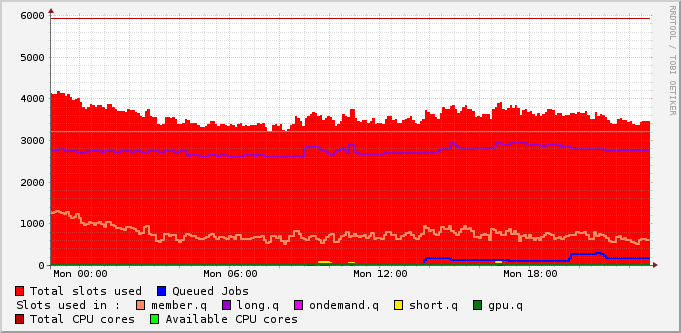 6000
5000
4000
3000
2000
1000
0
Mon 00:00 Mon 06:00 Mon 12:00 Mon 18:00
Total slots used Queued Jobs
Slots used in : member.q long.q ondemand.q short.q gpu.q
Total CPU cores Available CPU cores
RRDTOOL / TOBI OETIKER